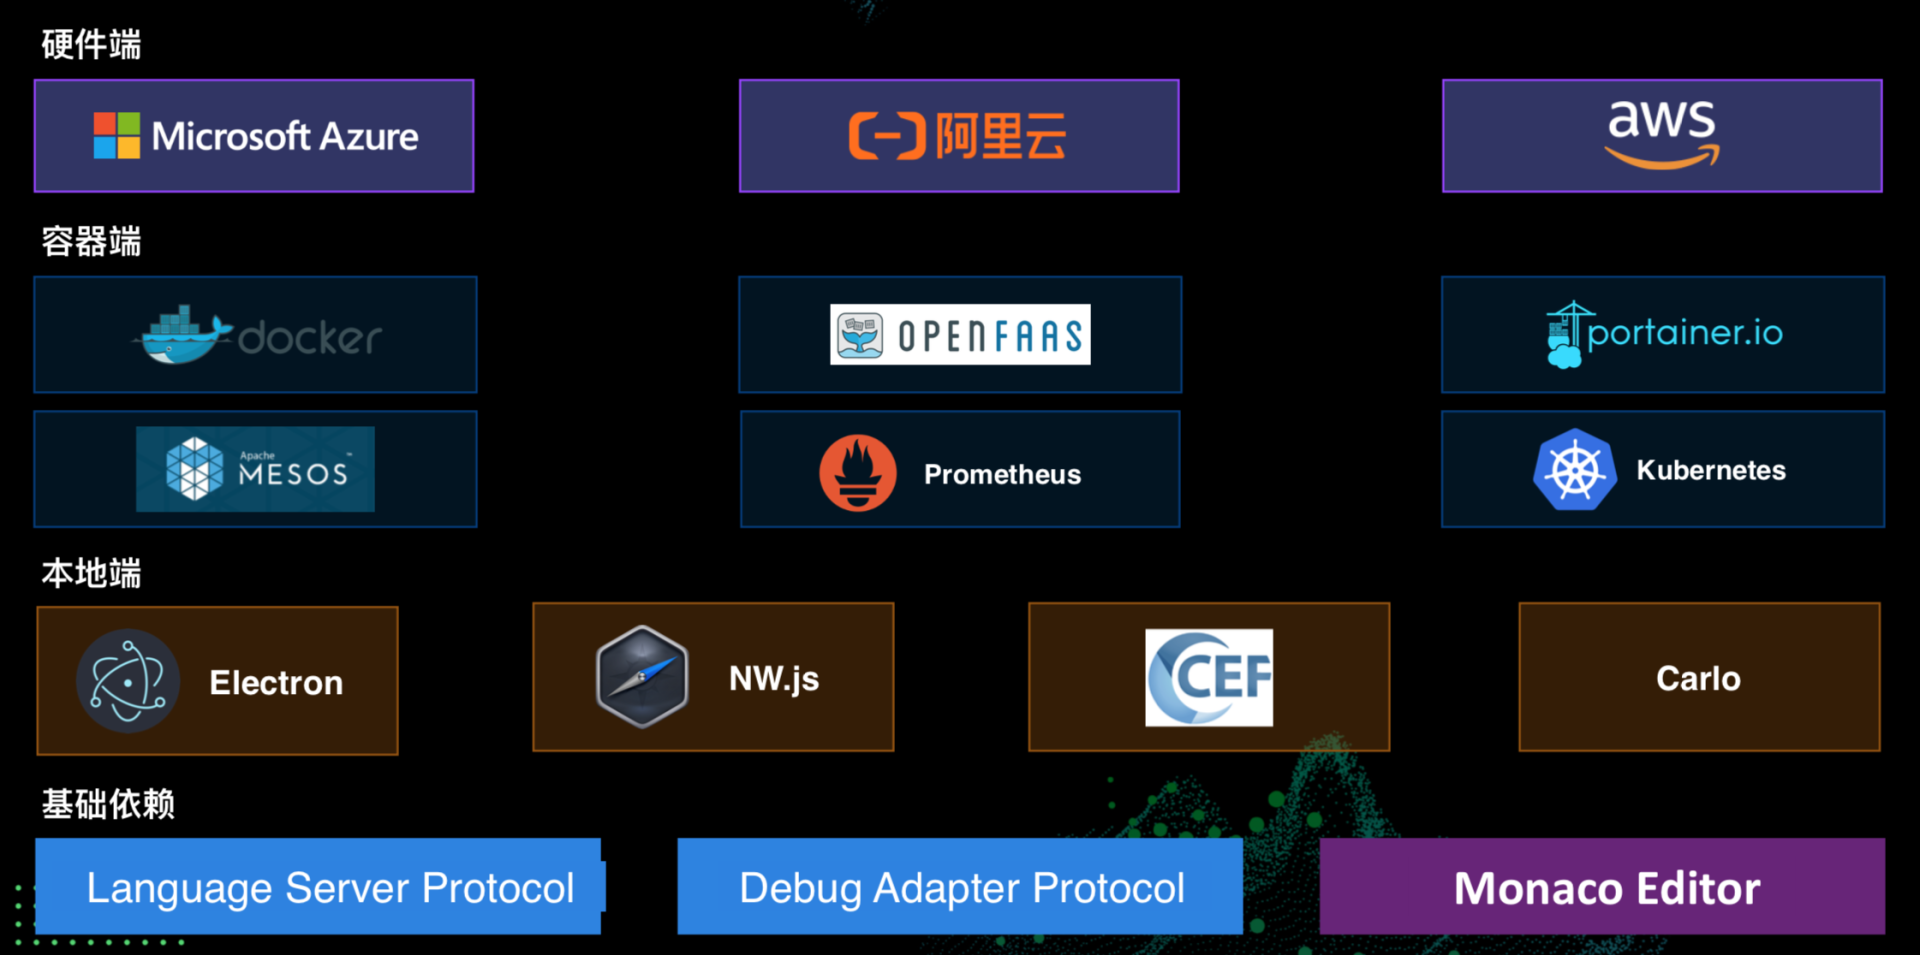 硬件端
Microsoft Azure
阿里云
aws
容器端
docker
OPENFAAS
portainer.io
Apache
MESOS™
Prometheus
Kubernetes
本地端
Electron
NW.js
CEF
Carlo
基础依赖
Language Server Protocol
Debug Adapter Protocol
Monaco Editor